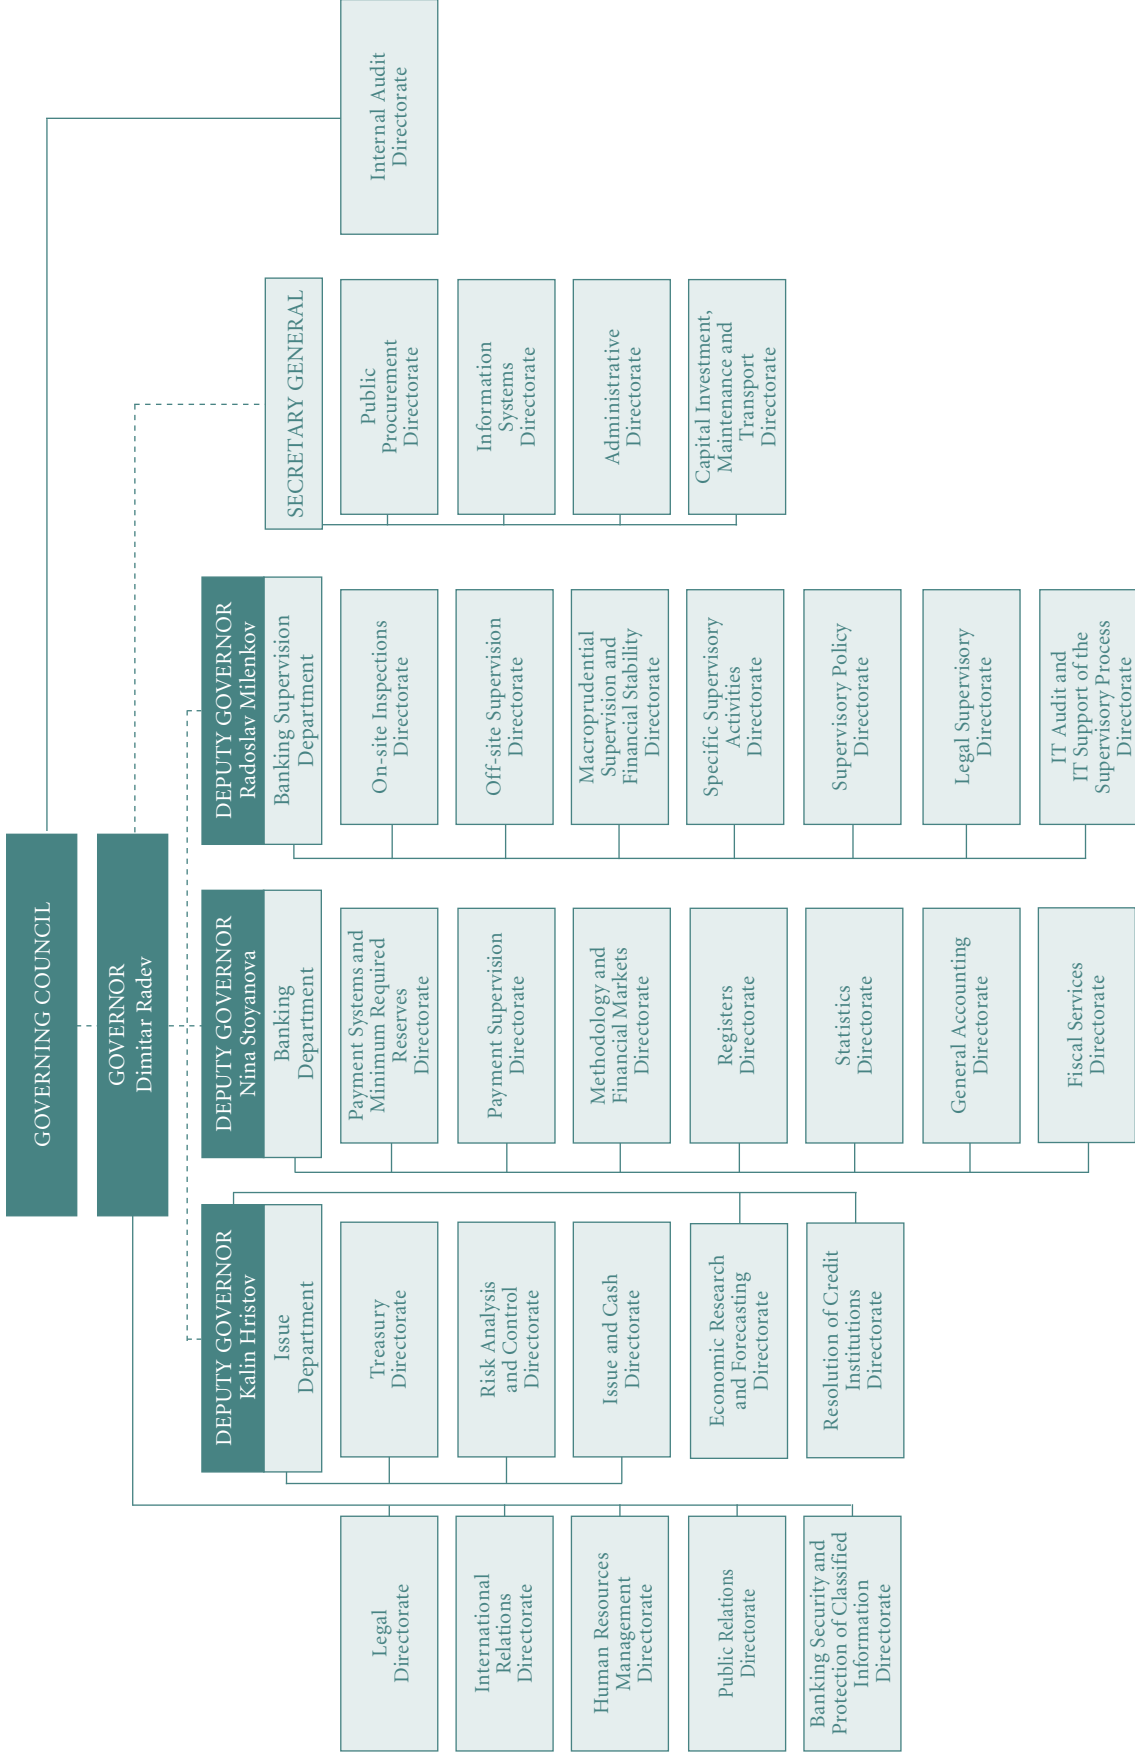 GOVERNING COUNCIL
GOVERNOR
Dimitar Radev
Legal
Directorate
International
Relations
Directorate
Human Resources
Management
Directorate
Public Relations
Directorate
Banking Security and
Protection of Classified
Information
Directorate
DEPUTY GOVERNOR
Kalin Hristov
Issue
Department
Treasury
Directorate
Risk Analysis
and Control
Directorate
Issue and Cash
Directorate
Economic Research
and Forecasting
Directorate
Resolution of Credit
Institutions
Directorate
DEPUTY GOVERNOR
Nina Stoyanova
Banking
Department
Payment Systems and
Minimum Required
Reserves
Directorate
Payment Supervision
Directorate
Methodology and
Financial Markets
Directorate
Registers
Directorate
Statistics
Directorate
General Accounting
Directorate
Fiscal Services
Directorate
DEPUTY GOVERNOR
Radoslav Milenkov
Banking Supervision
Department
On-site Inspections
Directorate
Off-site Supervision
Directorate
Macroprudential
Supervision and
Financial Stability
Directorate
Specific Supervisory
Activities
Directorate
Supervisory Policy
Directorate
Legal Supervisory
Directorate
IT Audit and
IT Support of the
Supervisory Process
Directorate
SECRETARY GENERAL
Public
Procurement
Directorate
Information
Systems
Directorate
Administrative
Directorate
Capital Investment,
Maintenance and
Transport
Directorate
Internal Audit
Directorate